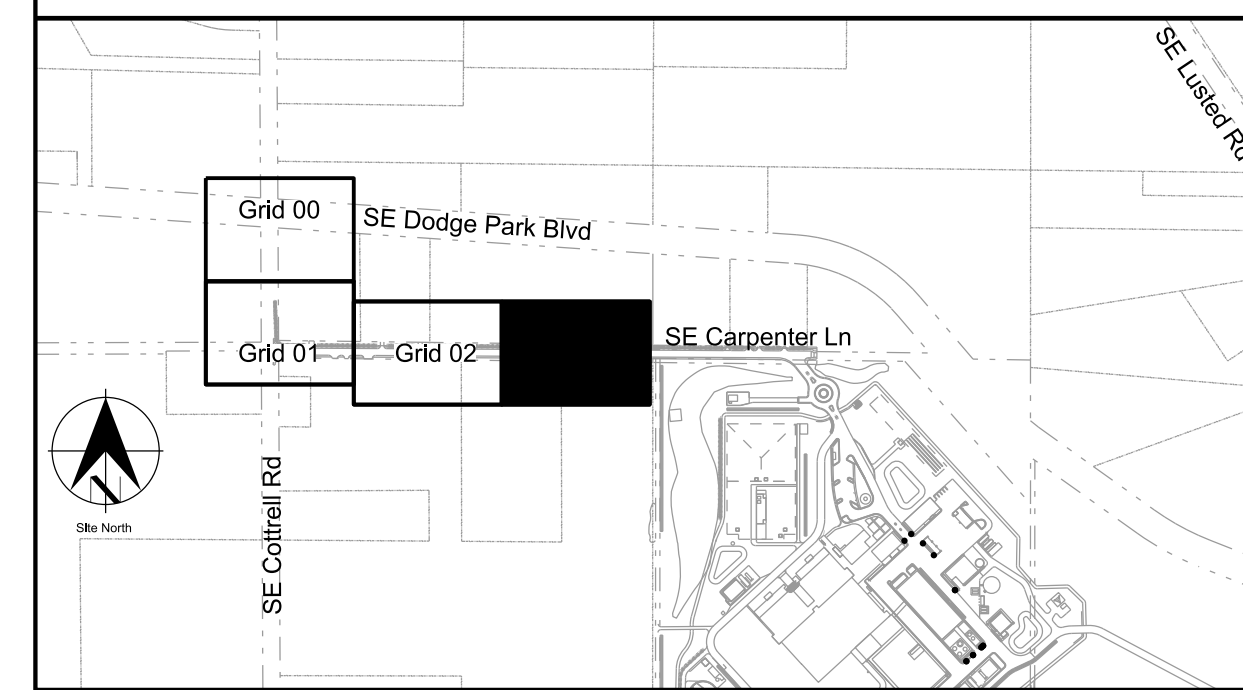 SE Lusted Rd
Grid 00
SE Dodge Park Blvd
SE Carpenter Ln
Grid 01
Grid 02
Site North
SE Cottrell Rd